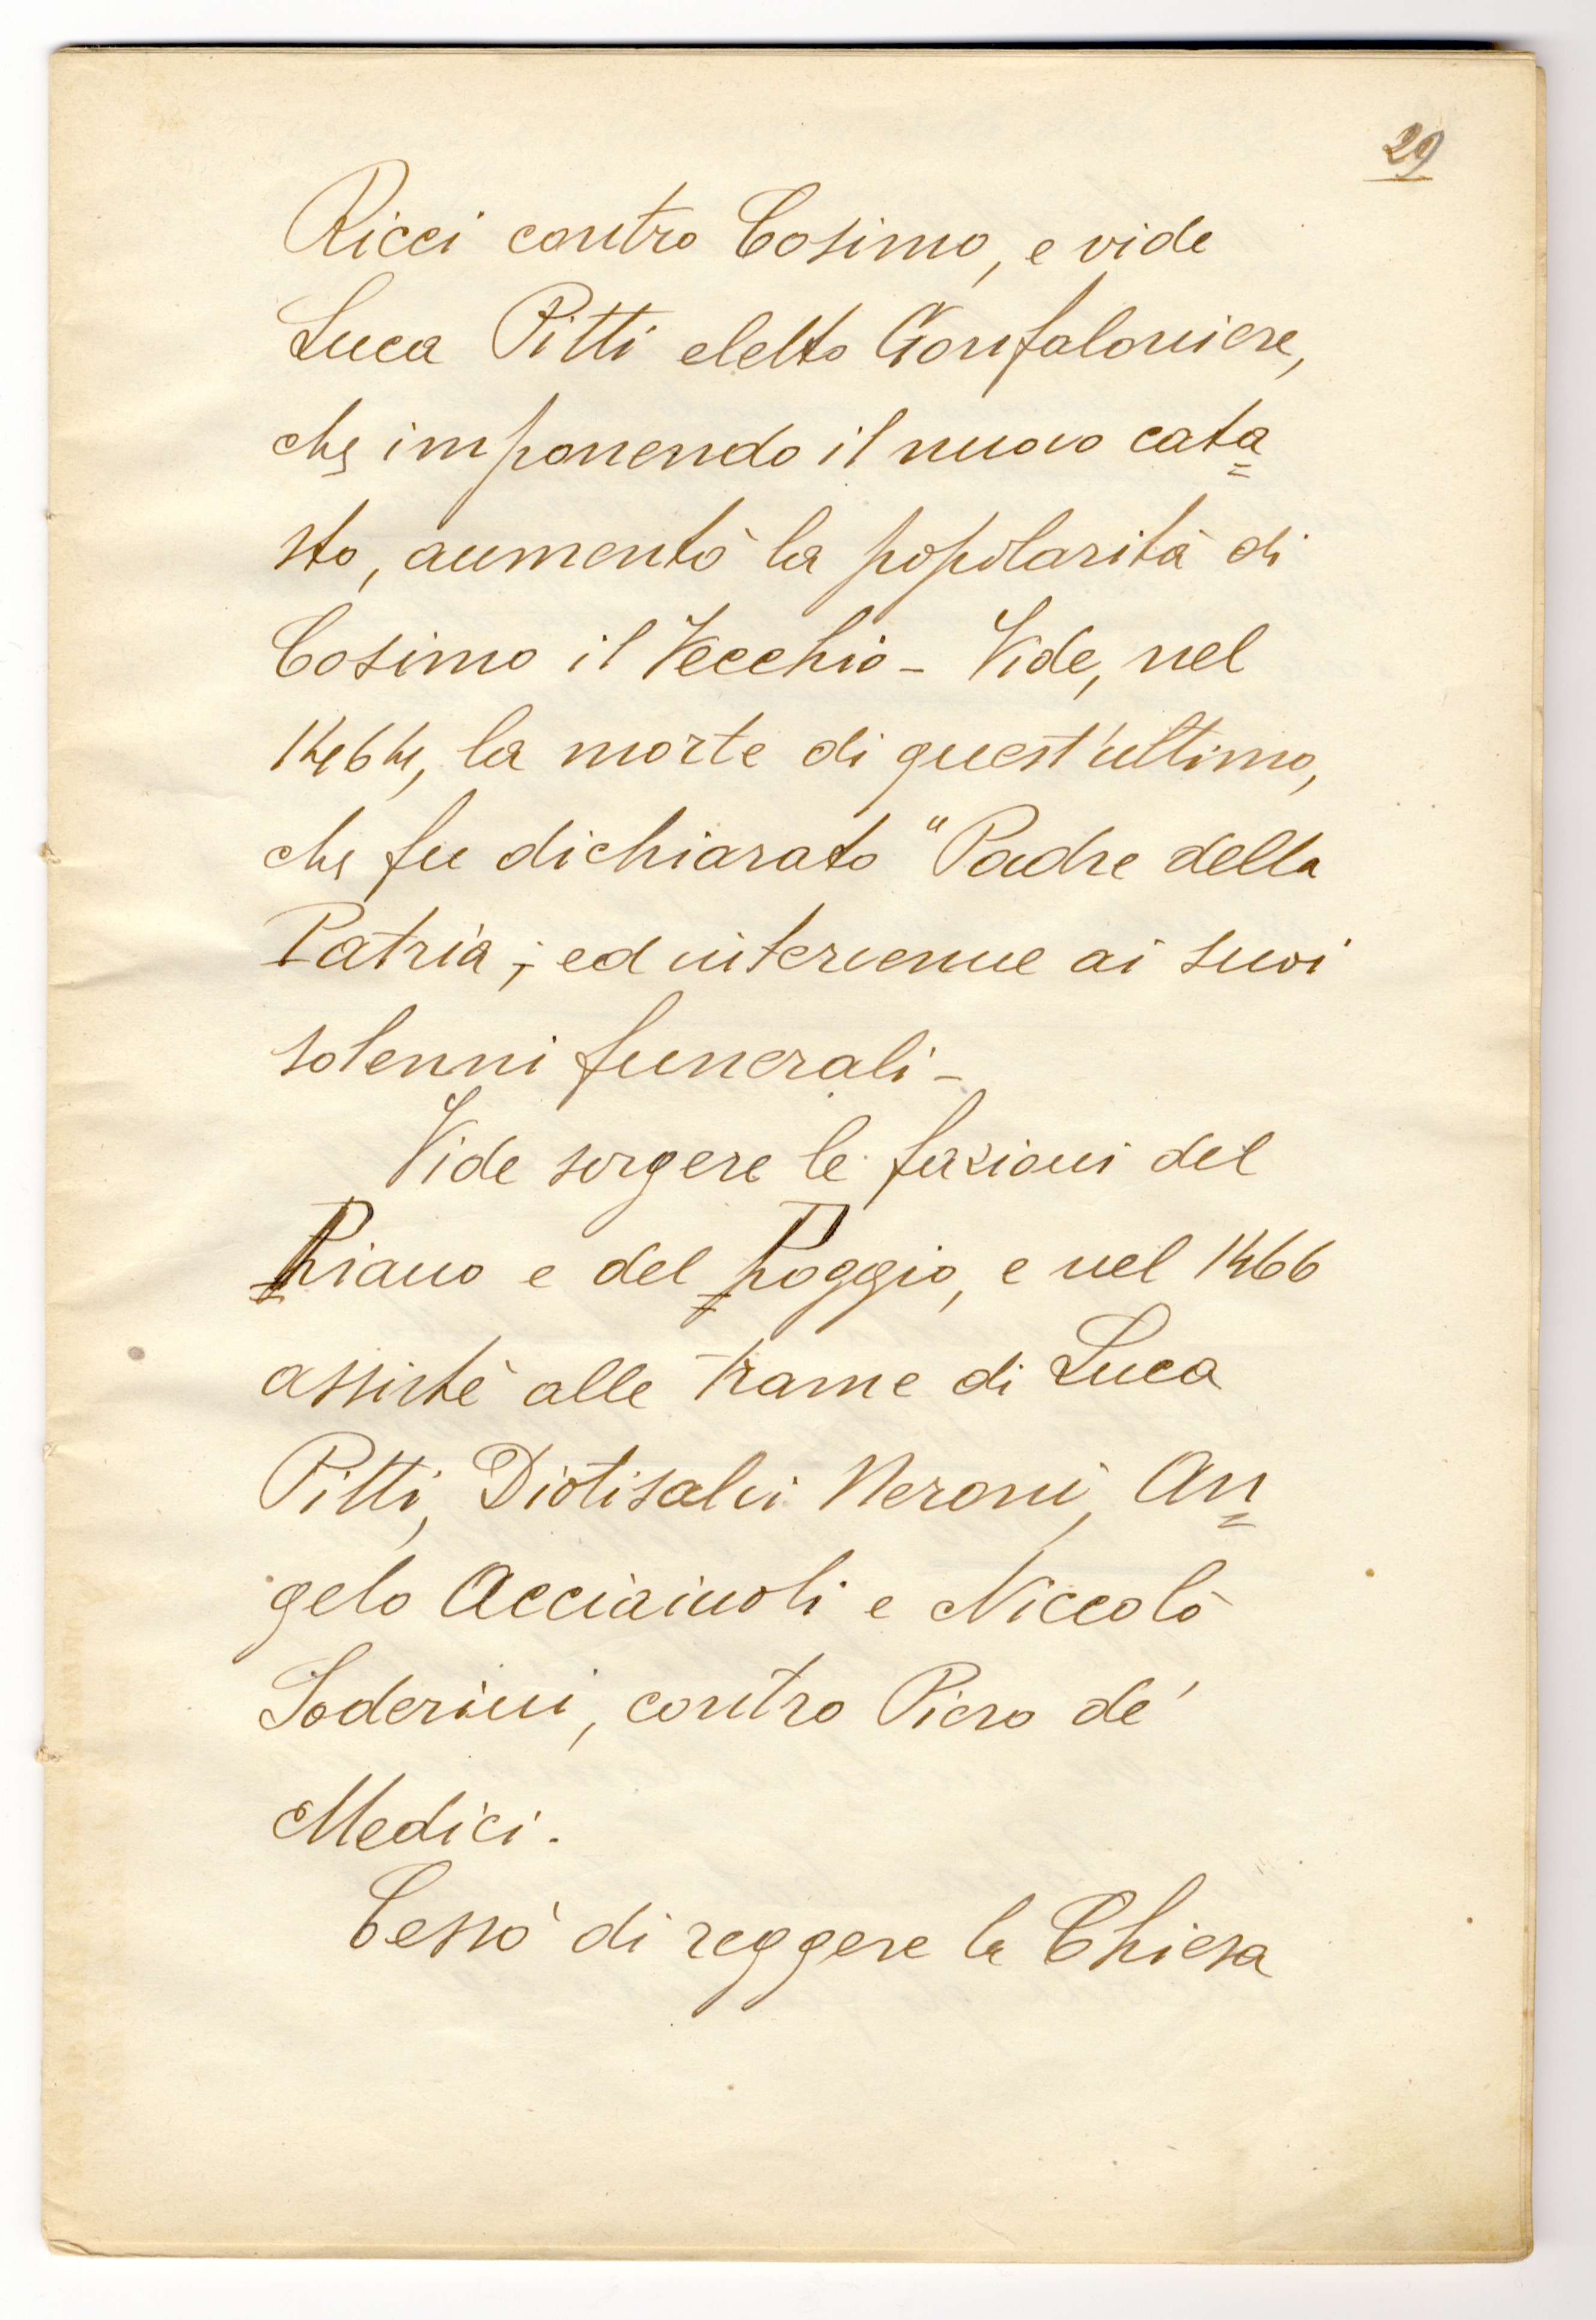 29
Ricci contro Cosimo, e vide
Luca Pitti eletto Gonfaloniere,
che imponendo il nuovo cata=
sto, aumentò la popolarità di
Cosimo il Vecchio - Vide, nel
1464, la morte di quest'ultimo,
che fu dichiarato "Padre della
Patria; ed intervenne ai suoi
solenni funerali -
Vide sorgere le fazioni del
Piano e del Poggio, e nel 1466
assistè alle trame di Luca
Pitti, Diotisalvi Neroni, An=
gelo Acciaiuoli e Niccolò
Soderini, contro Piero de'
Medici.
Cessò di reggere la Chiesa